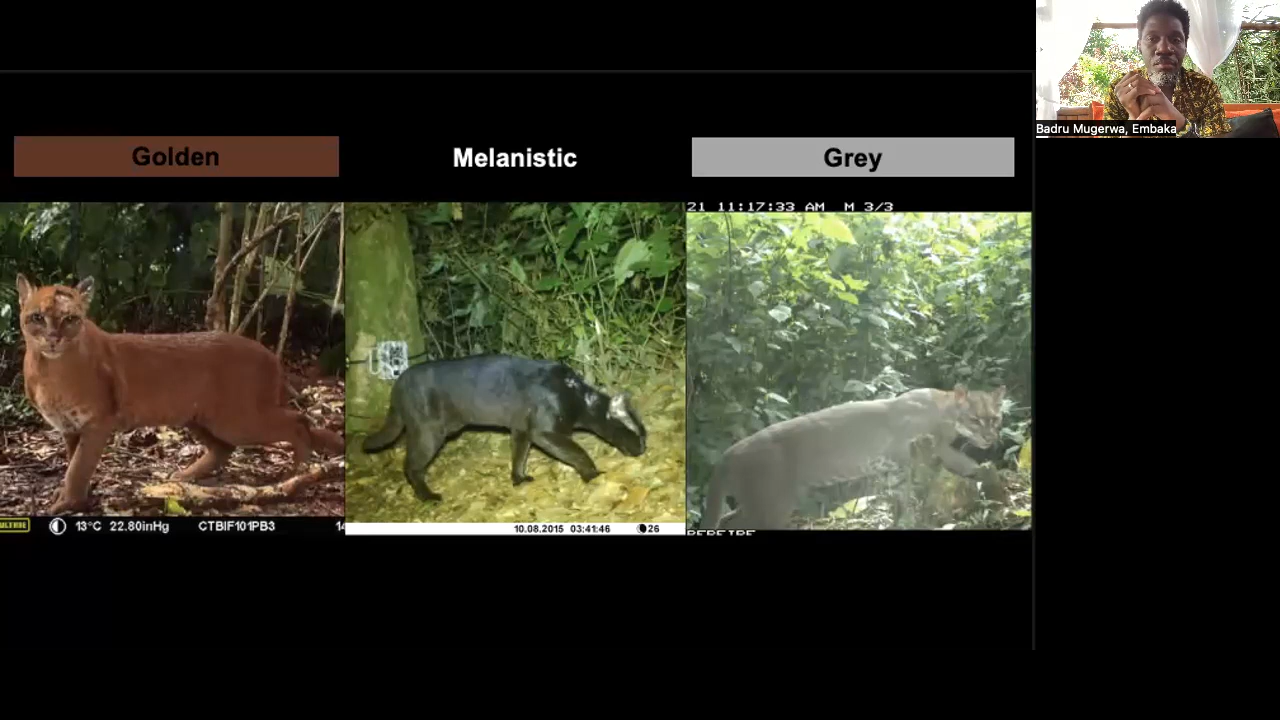 Badru Mugerwa, Embaka
Golden
Melanistic
Grey
21 11:17:33 AM M 3/3
13°C 22.80inHg CTBIF101PB3 14
10.08.2015 03:41:46 26